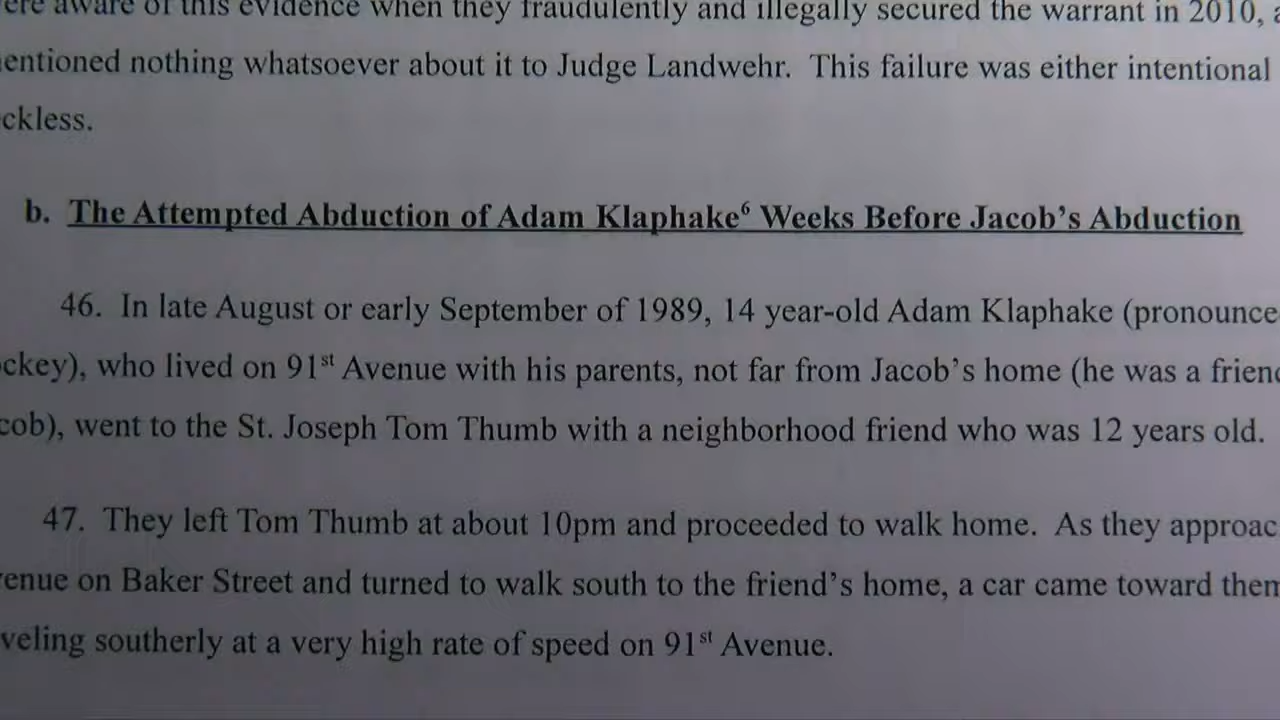 ere aware of this evidence when they fraudulently and illegally secured the warrant in 2010, a
entioned nothing whatsoever about it to Judge Landwehr. This failure was either intentional
ckless.
b. The Attempted Abduction of Adam Klaphake⁶ Weeks Before Jacob's Abduction
46. In late August or early September of 1989, 14 year-old Adam Klaphake (pronounce
ckey), who lived on 91ˢᵗ Avenue with his parents, not far from Jacob's home (he was a frien
cob), went to the St. Joseph Tom Thumb with a neighborhood friend who was 12 years old.
47. They left Tom Thumb at about 10pm and proceeded to walk home. As they approac
enue on Baker Street and turned to walk south to the friend's home, a car came toward them
veling southerly at a very high rate of speed on 91ˢᵗ Avenue.